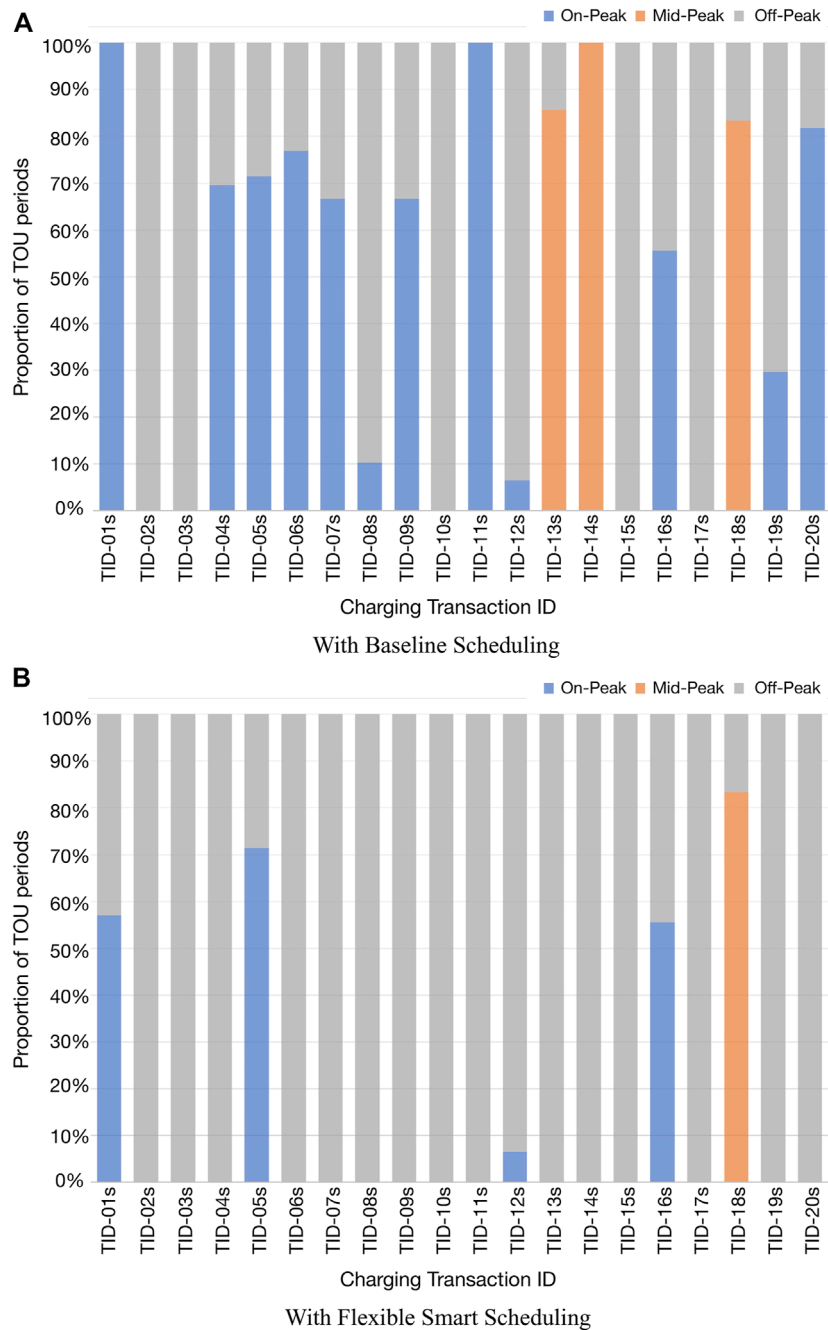 A
On-Peak Mid-Peak Off-Peak
100%
90%
80%
70%
60%
50%
40%
30%
20%
10%
0%
Proportion of TOU periods
TID-01s TID-02s TID-03s TID-04s TID-05s TID-06s TID-07s TID-08s TID-09s TID-10s TID-11s TID-12s TID-13s TID-14s TID-15s TID-16s TID-17s TID-18s TID-19s TID-20s
Charging Transaction ID
With Baseline Scheduling
B
On-Peak Mid-Peak Off-Peak
100%
90%
80%
70%
60%
50%
40%
30%
20%
10%
0%
Proportion of TOU periods
TID-01s TID-02s TID-03s TID-04s TID-05s TID-06s TID-07s TID-08s TID-09s TID-10s TID-11s TID-12s TID-13s TID-14s TID-15s TID-16s TID-17s TID-18s TID-19s TID-20s
Charging Transaction ID
With Flexible Smart Scheduling